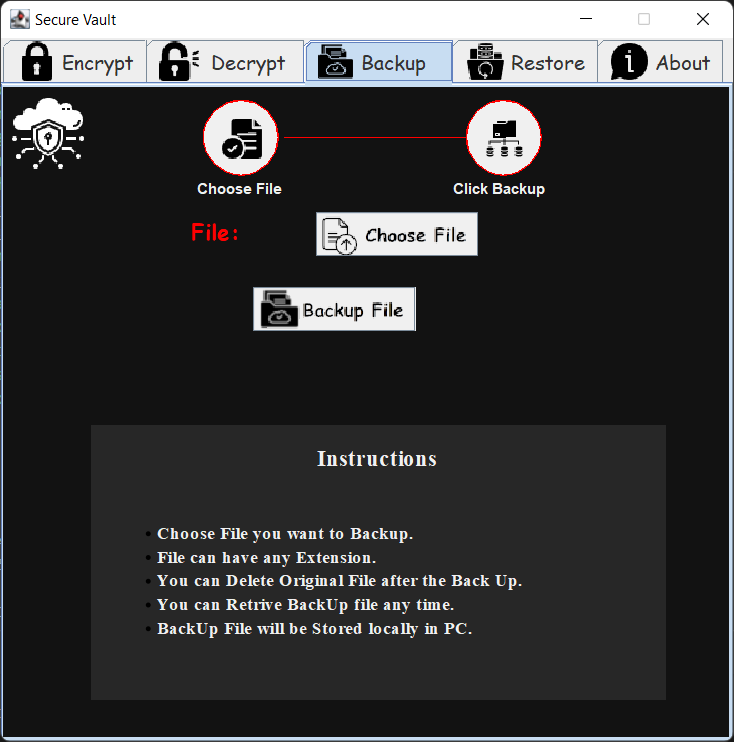 Secure Vault
Encrypt Decrypt Backup Restore About
Choose File Click Backup
File: Choose File
Backup File
Instructions
• Choose File you want to Backup.
• File can have any Extension.
• You can Delete Original File after the Back Up.
• You can Retrive BackUp file any time.
• BackUp File will be Stored locally in PC.